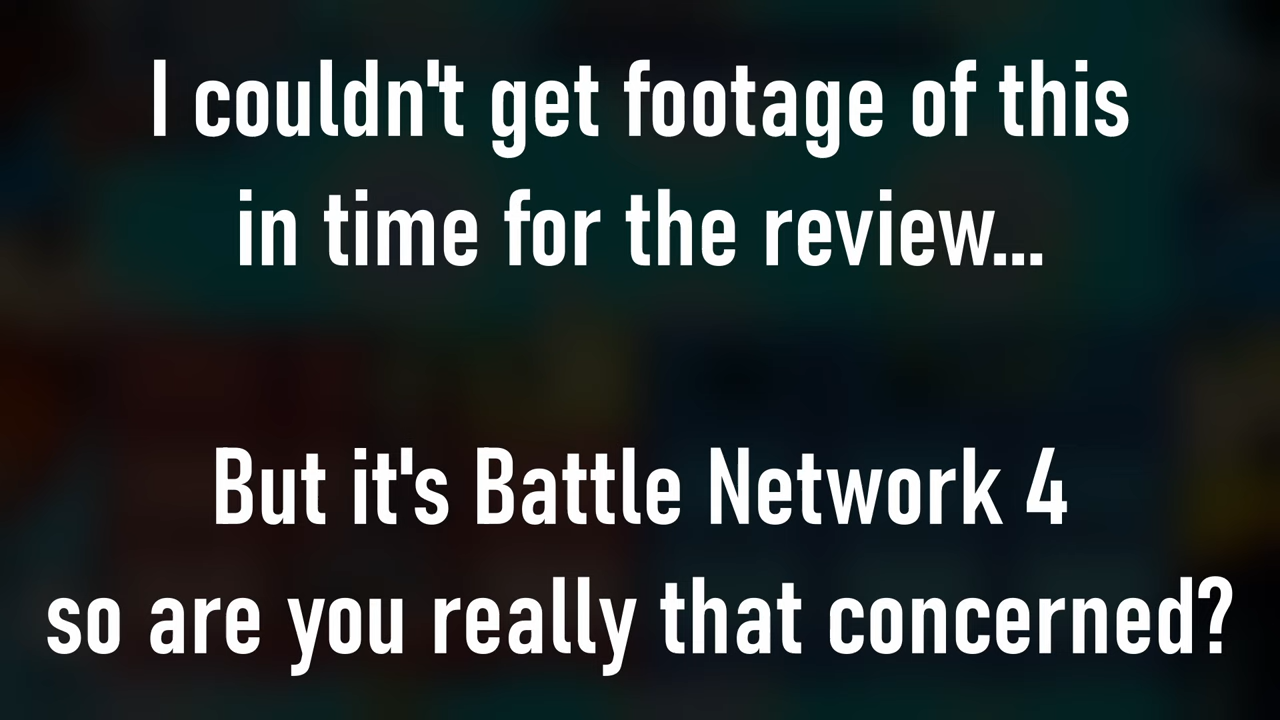 I couldn't get footage of this
in time for the review...
But it's Battle Network 4
so are you really that concerned?